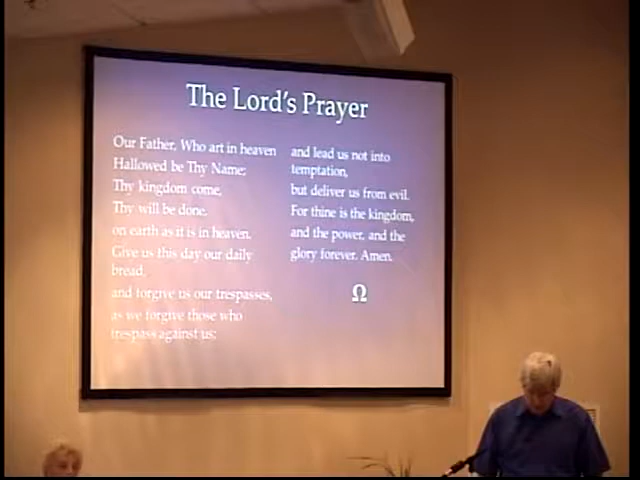 The Lord's Prayer
Our Father, Who art in heaven
Hallowed be Thy Name;
Thy kingdom come,
Thy will be done,
on earth as it is in heaven.
Give us this day our daily
bread,
and forgive us our trespasses,
as we forgive those who
trespass against us;
and lead us not into
temptation,
but deliver us from evil.
For thine is the kingdom,
and the power, and the
glory forever. Amen.
Ω